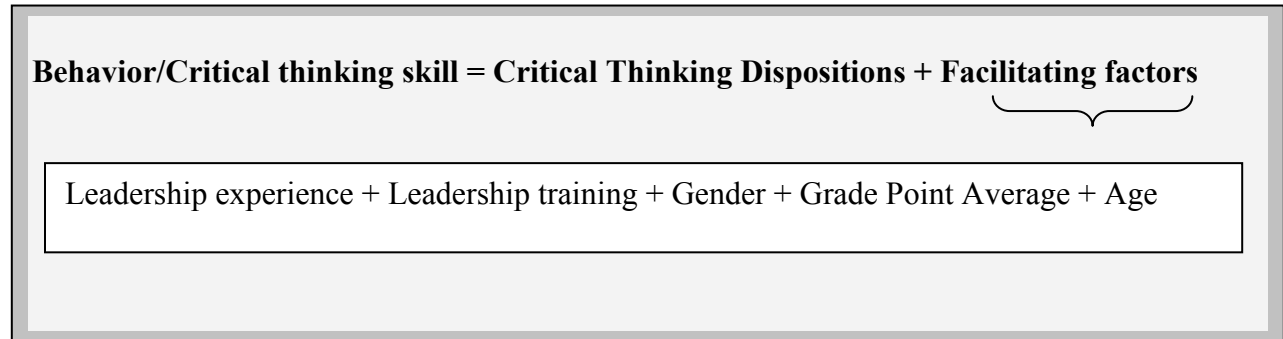 Behavior/Critical thinking skill = Critical Thinking Dispositions + Facilitating factors
Leadership experience + Leadership training + Gender + Grade Point Average + Age